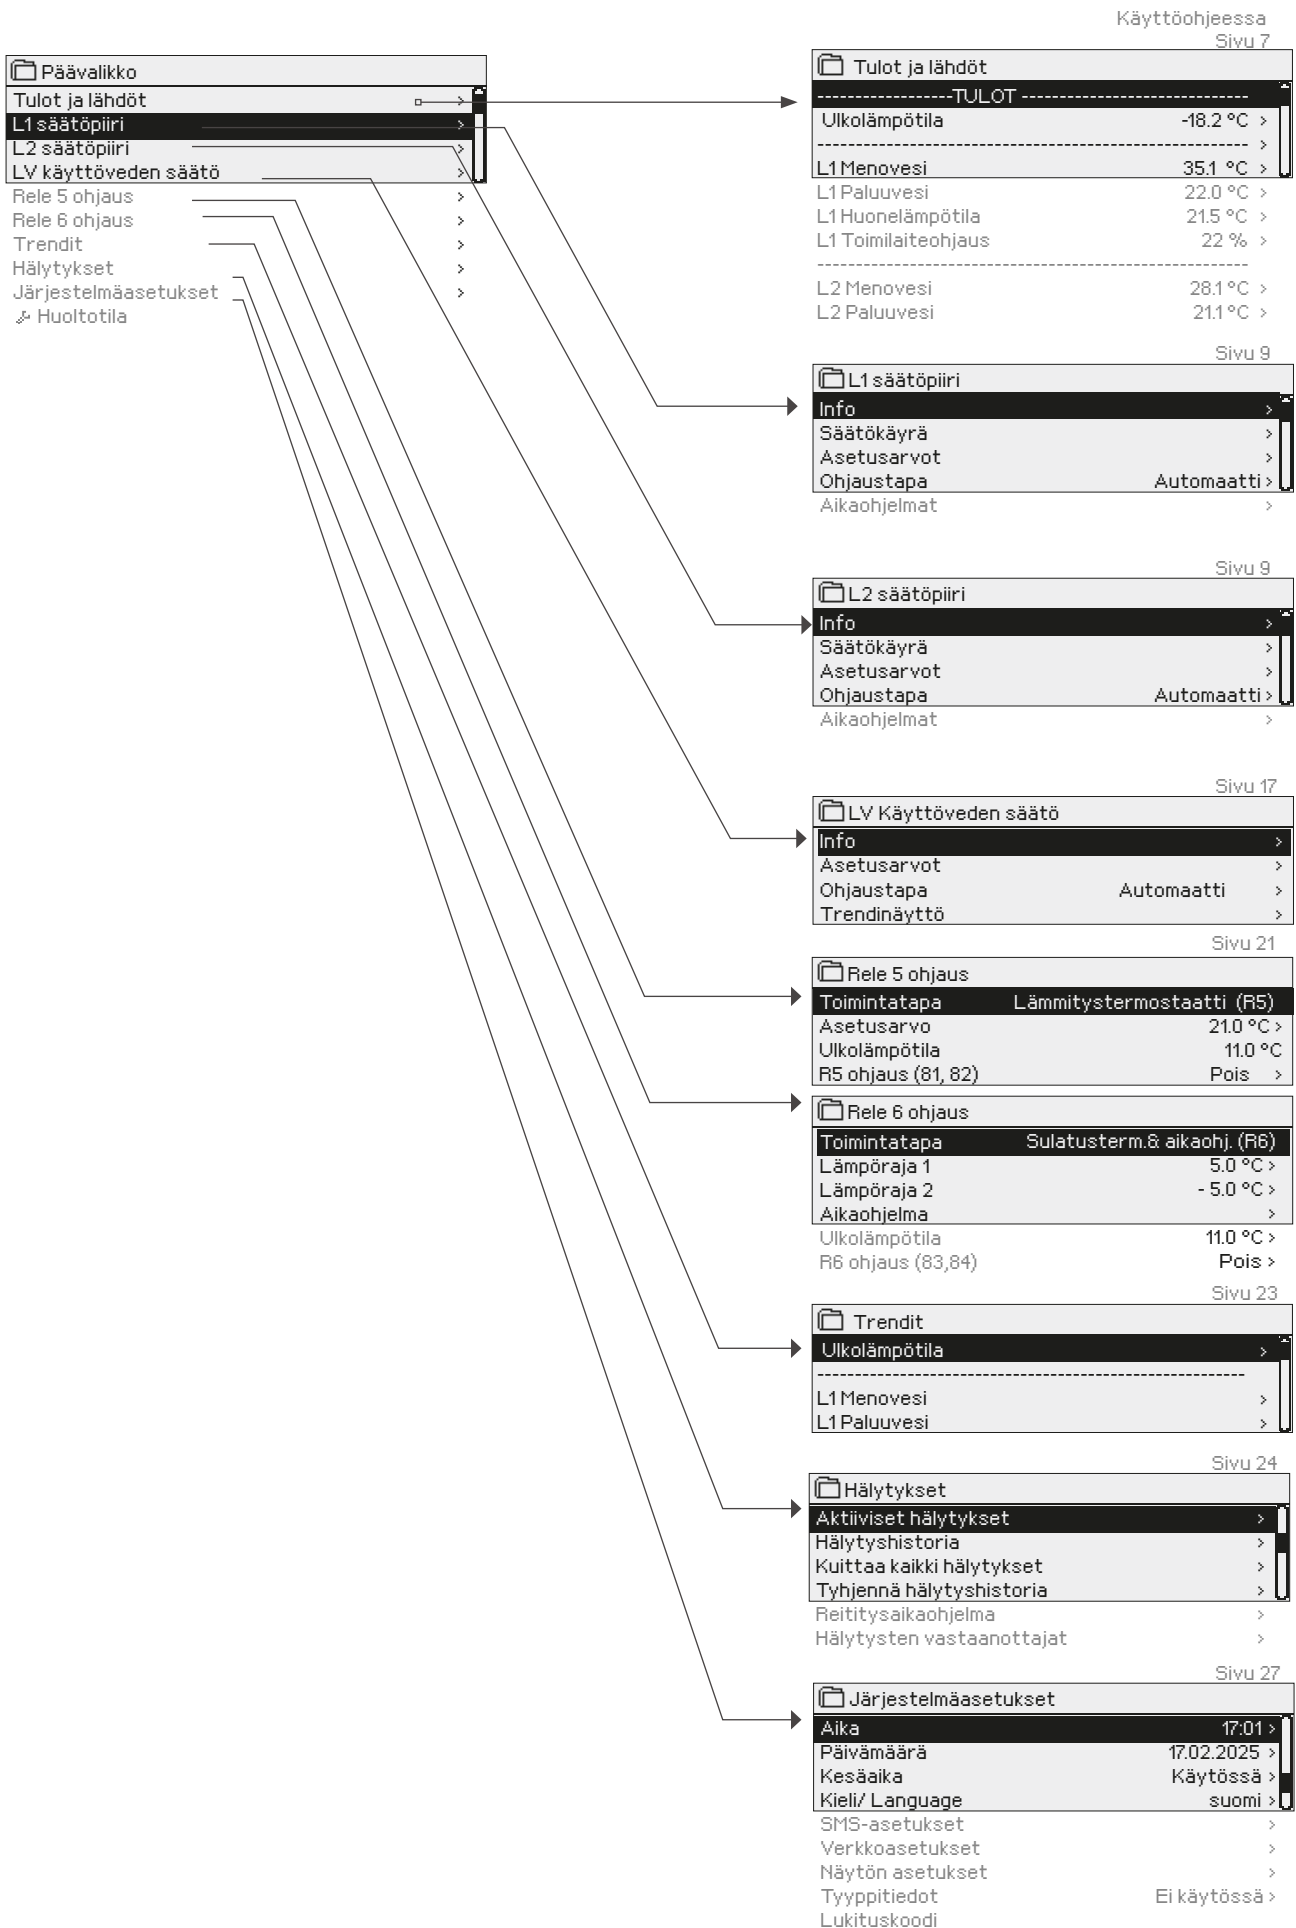 Käyttöohjeessa
Päävalikko
Tulot ja lähdöt >
L1 säätöpiiri >
L2 säätöpiiri >
LV käyttöveden säätö >
Rele 5 ohjaus >
Rele 6 ohjaus >
Trendit >
Hälytykset >
Järjestelmäasetukset >
Huoltotila
Sivu 7
Tulot ja lähdöt
------------------TULOT ------------------------------
Ulkolämpötila -18.2 °C >
--------------------------------------------------------- >
L1 Menovesi 35.1 °C >
L1 Paluuvesi 22.0 °C >
L1 Huonelämpötila 21.5 °C >
L1 Toimilaiteohjaus 22 % >
---------------------------------------------------------
L2 Menovesi 28.1 °C >
L2 Paluuvesi 21.1 °C >
Sivu 9
L1 säätöpiiri
Info >
Säätökäyrä >
Asetusarvot >
Ohjaustapa Automaatti >
Aikaohjelmat >
Sivu 9
L2 säätöpiiri
Info >
Säätökäyrä >
Asetusarvot >
Ohjaustapa Automaatti >
Aikaohjelmat >
Sivu 17
LV Käyttöveden säätö
Info >
Asetusarvot >
Ohjaustapa Automaatti >
Trendinäyttö >
Sivu 21
Rele 5 ohjaus
Toimintatapa Lämmitystermostaatti (R5)
Asetusarvo 21.0 °C >
Ulkolämpötila 11.0 °C
R5 ohjaus (81, 82) Pois >
Rele 6 ohjaus
Toimintatapa Sulatusterm.& aikaohj. (R6)
Lämpöraja 1 5.0 °C >
Lämpöraja 2 - 5.0 °C >
Aikaohjelma >
Ulkolämpötila 11.0 °C >
R6 ohjaus (83,84) Pois >
Sivu 23
Trendit
Ulkolämpötila >
---------------------------------------------------------
L1 Menovesi >
L1 Paluuvesi >
Sivu 24
Hälytykset
Aktiiviset hälytykset >
Hälytyshistoria >
Kuittaa kaikki hälytykset >
Tyhjennä hälytyshistoria >
Reititysaikaohjelma >
Hälytysten vastaanottajat >
Sivu 27
Järjestelmäasetukset
Aika 17:01 >
Päivämäärä 17.02.2025 >
Kesäaika Käytössä >
Kieli/ Language suomi >
SMS-asetukset >
Verkkoasetukset >
Näytön asetukset >
Tyyppitiedot Ei käytössä >
Lukituskoodi